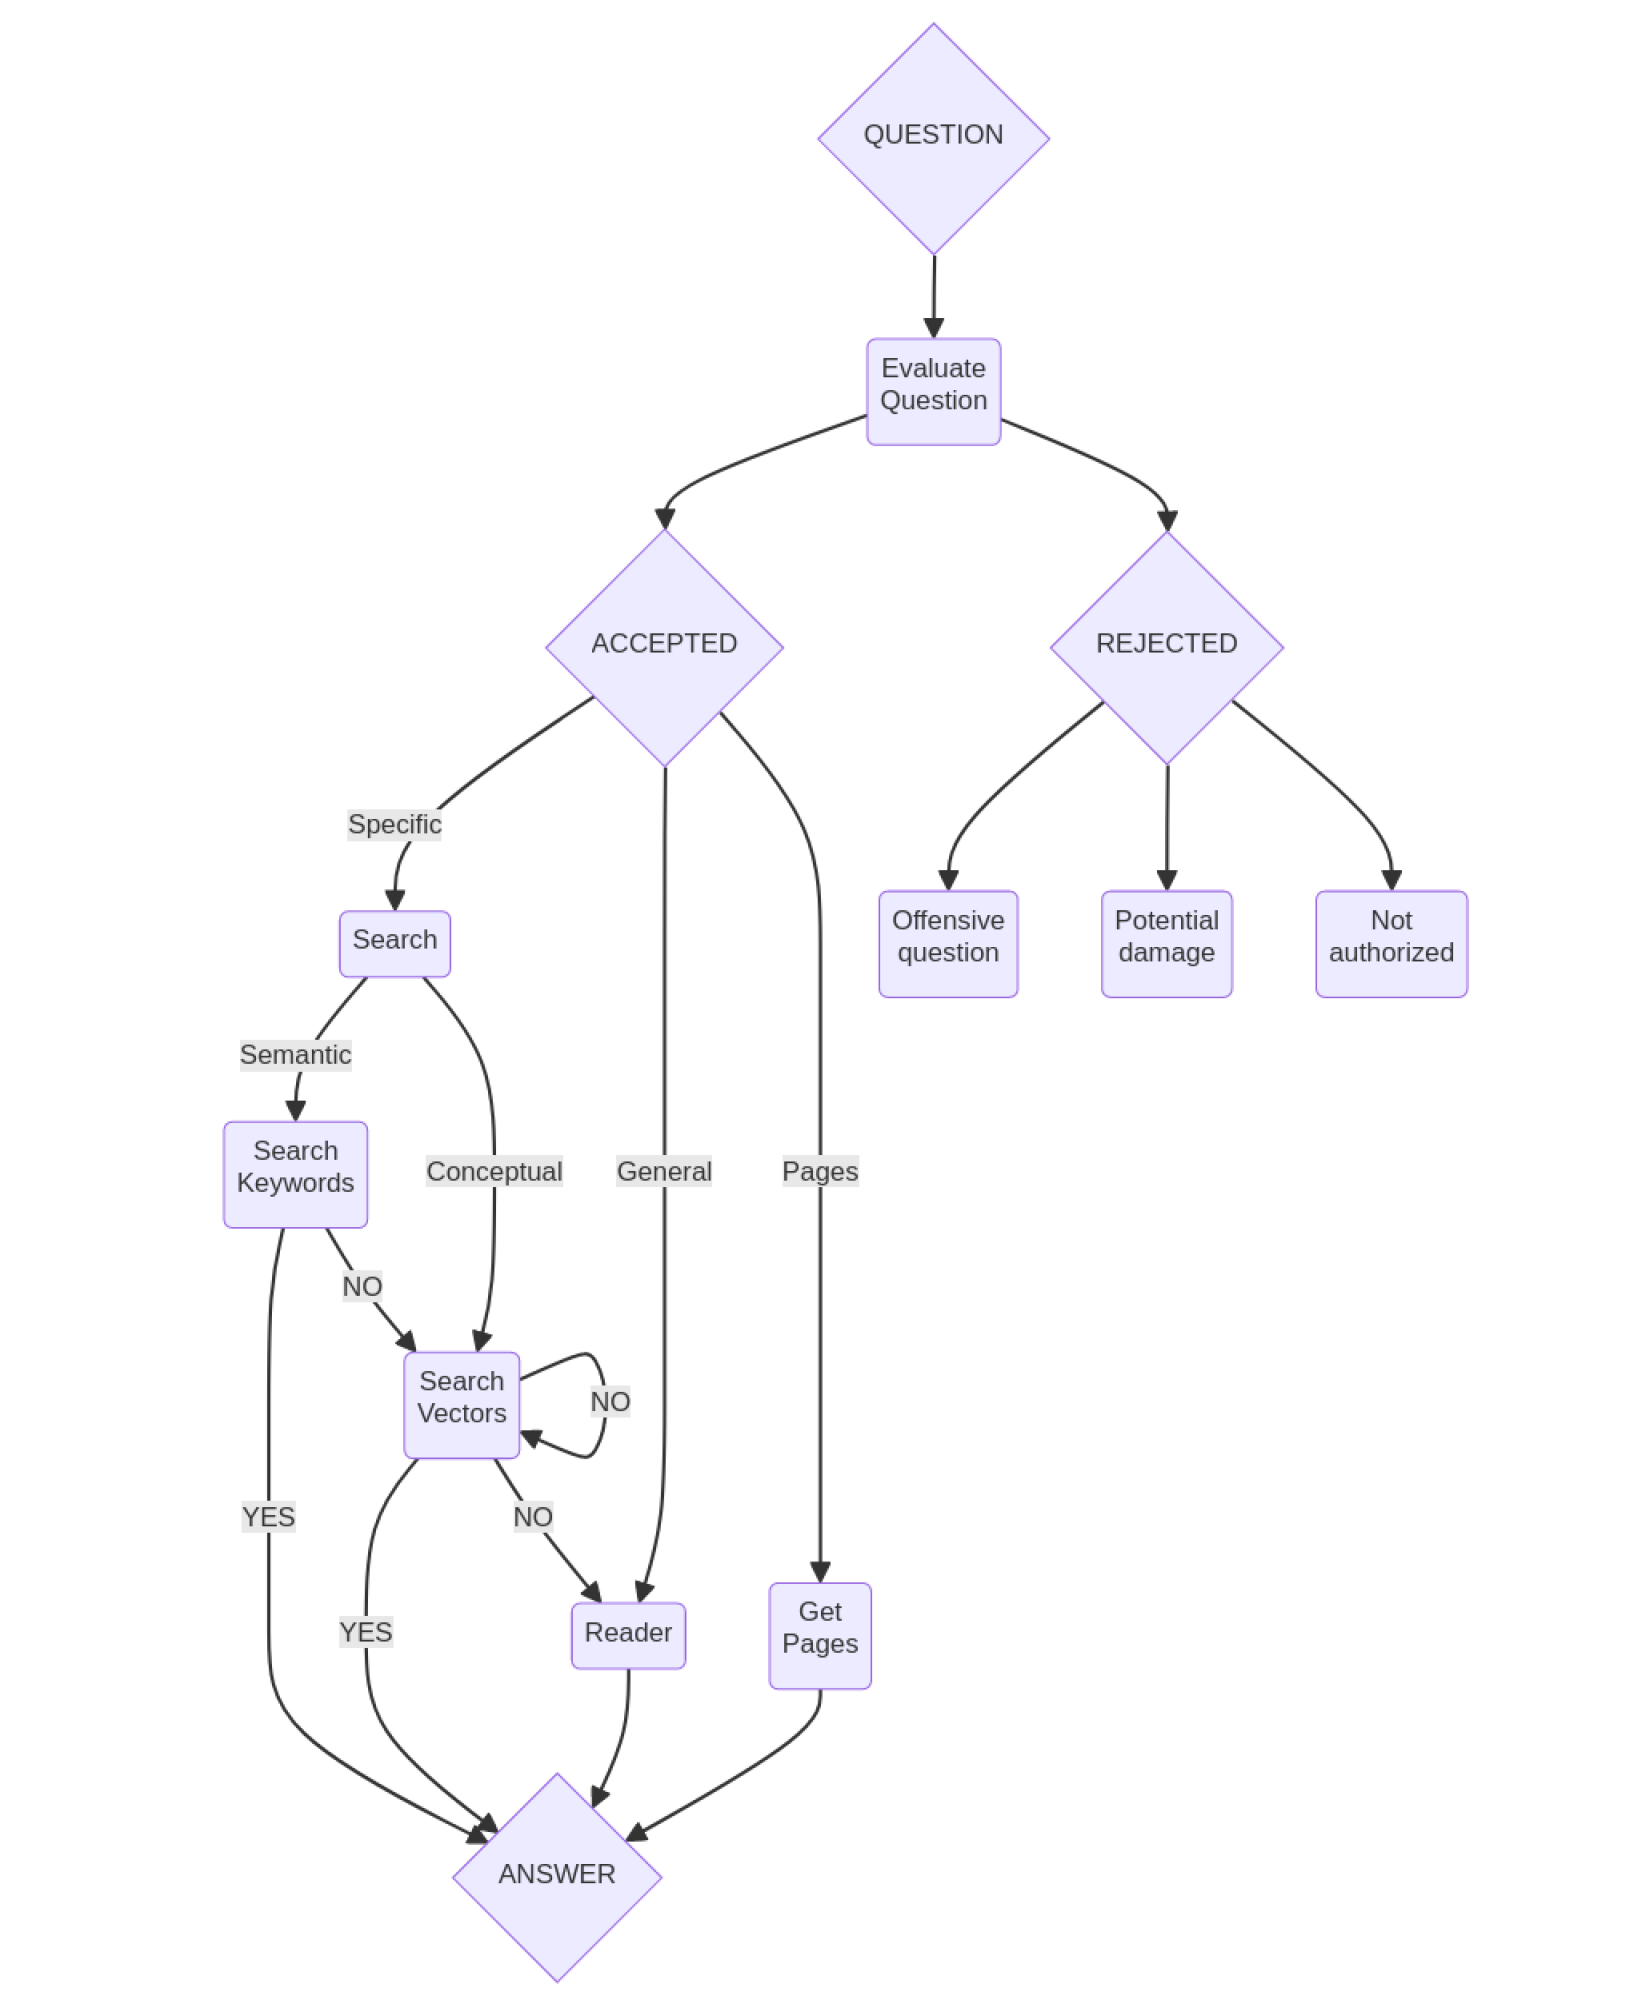 QUESTION
Evaluate
Question
ACCEPTED
REJECTED
Specific
Offensive
question
Potential
damage
Not
authorized
Search
Semantic
Search
Keywords
Conceptual
General
Pages
NO
Search
Vectors
NO
YES
NO
YES
Reader
Get
Pages
ANSWER